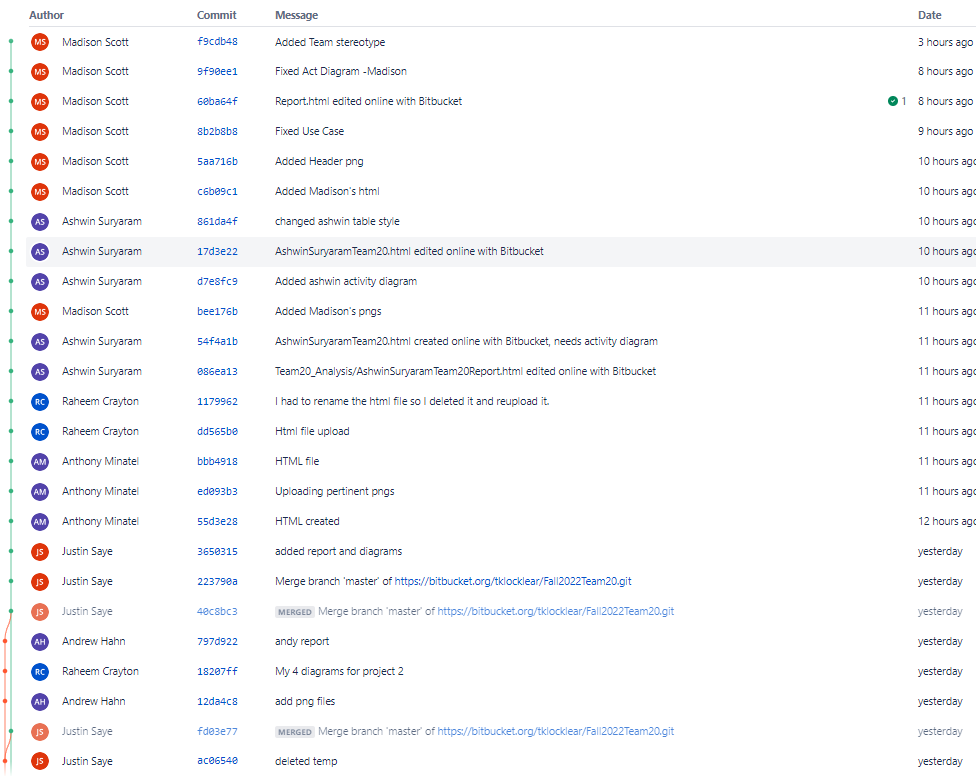 Author Commit Message Date
MS Madison Scott f9cdb48 Added Team stereotype 3 hours ago
MS Madison Scott 9f90ee1 Fixed Act Diagram -Madison 8 hours ago
MS Madison Scott 60ba64f Report.html edited online with Bitbucket 1 8 hours ago
MS Madison Scott 8b2b8b8 Fixed Use Case 9 hours ago
MS Madison Scott 5aa716b Added Header png 10 hours ago
MS Madison Scott c6b09c1 Added Madison's html 10 hours ago
AS Ashwin Suryaram 861da4f changed ashwin table style 10 hours ago
AS Ashwin Suryaram 17d3e22 AshwinSuryaramTeam20.html edited online with Bitbucket 10 hours ago
AS Ashwin Suryaram d7e8fc9 Added ashwin activity diagram 10 hours ago
MS Madison Scott bee176b Added Madison's pngs 11 hours ago
AS Ashwin Suryaram 54f4a1b AshwinSuryaramTeam20.html created online with Bitbucket, needs activity diagram 11 hours ago
AS Ashwin Suryaram 086ea13 Team20_Analysis/AshwinSuryaramTeam20Report.html edited online with Bitbucket 11 hours ago
RC Raheem Crayton 1179962 I had to rename the html file so I deleted it and reupload it. 11 hours ago
RC Raheem Crayton dd565b0 Html file upload 11 hours ago
AM Anthony Minatel bbb4918 HTML file 11 hours ago
AM Anthony Minatel ed093b3 Uploading pertinent pngs 11 hours ago
AM Anthony Minatel 55d3e28 HTML created 12 hours ago
JS Justin Saye 3650315 added report and diagrams yesterday
JS Justin Saye 223790a Merge branch 'master' of https://bitbucket.org/tklocklear/Fall2022Team20.git yesterday
JS Justin Saye 40c8bc3 MERGED Merge branch 'master' of https://bitbucket.org/tklocklear/Fall2022Team20.git yesterday
AH Andrew Hahn 797d922 andy report yesterday
RC Raheem Crayton 18207ff My 4 diagrams for project 2 yesterday
AH Andrew Hahn 12da4c8 add png files yesterday
JS Justin Saye fd03e77 MERGED Merge branch 'master' of https://bitbucket.org/tklocklear/Fall2022Team20.git yesterday
JS Justin Saye ac06540 deleted temp yesterday